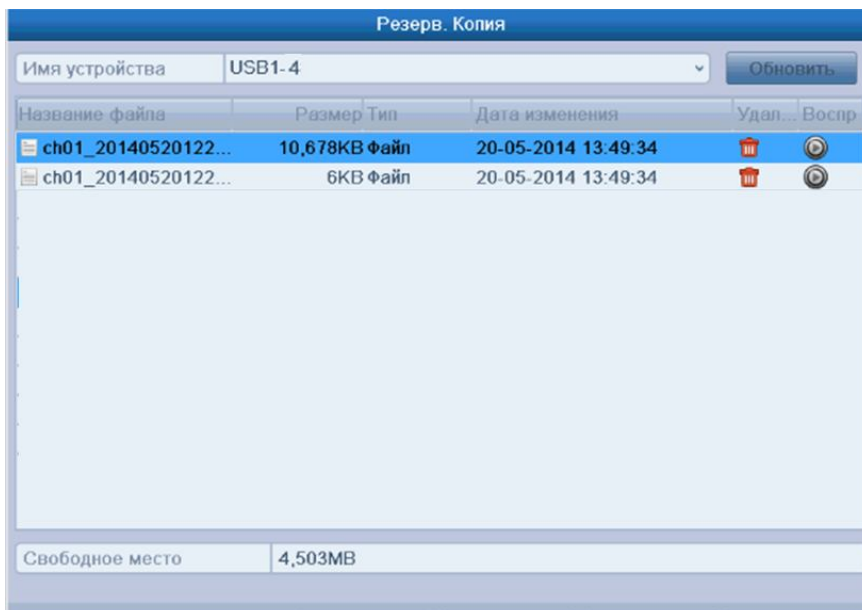 Резерв. Копия
Имя устройства USB1-4 Обновить
Название файла Размер Тип Дата изменения Удал... Воспр
ch01_20140520122... 10,678KB Файл 20-05-2014 13:49:34
ch01_20140520122... 6KB Файл 20-05-2014 13:49:34
Свободное место 4,503MB